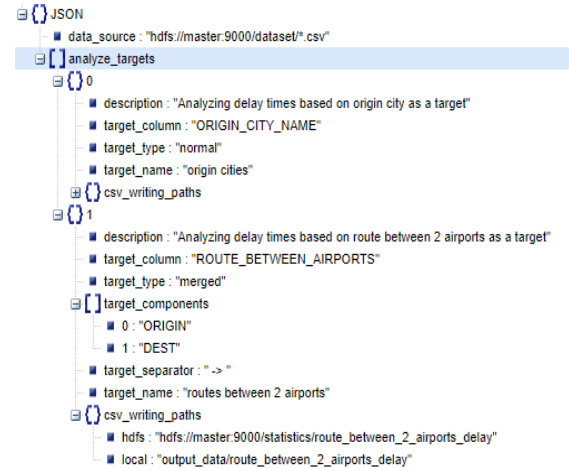 JSON
data_source : "hdfs://master:9000/dataset/*.csv"
analyze_targets
0
description : "Analyzing delay times based on origin city as a target"
target_column : "ORIGIN_CITY_NAME"
target_type : "normal"
target_name : "origin cities"
csv_writing_paths
1
description : "Analyzing delay times based on route between 2 airports as a target"
target_column : "ROUTE_BETWEEN_AIRPORTS"
target_type : "merged"
target_components
0 : "ORIGIN"
1 : "DEST"
target_separator : " -> "
target_name : "routes between 2 airports"
csv_writing_paths
hdfs : "hdfs://master:9000/statistics/route_between_2_airports_delay"
local : "output_data/route_between_2_airports_delay"